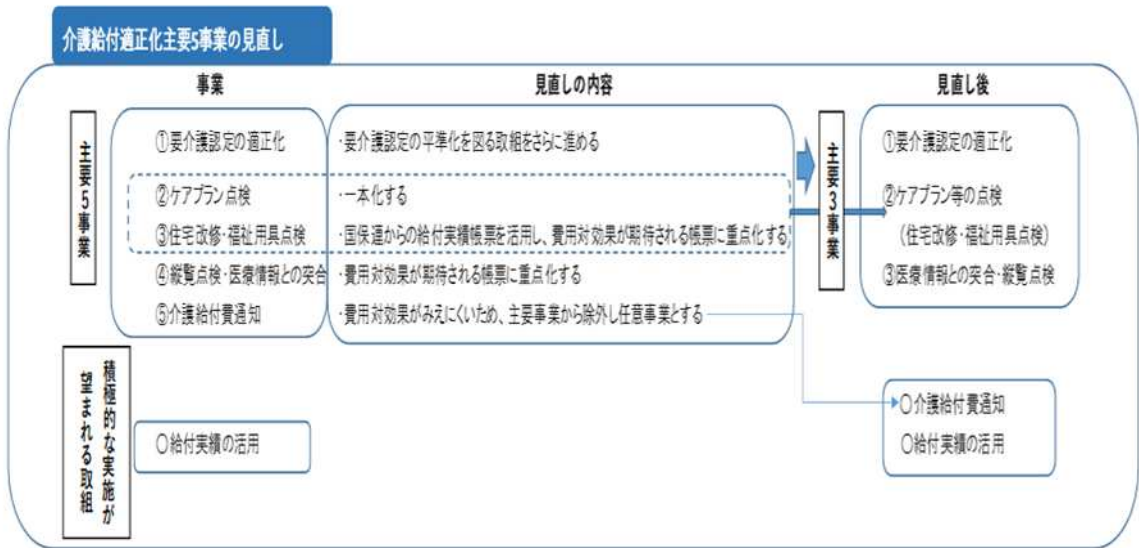 介護給付適正化主要5事業の見直し
事業
見直しの内容
見直し後
主要5事業
①要介護認定の適正化
・要介護認定の平準化を図る取組をさらに進める
②ケアプラン点検
・一本化する
③住宅改修・福祉用具点検
・国保連からの給付実績帳票を活用し、費用対効果が期待される帳票に重点化する
④縦覧点検・医療情報との突合
・費用対効果が期待される帳票に重点化する
⑤介護給付費通知
・費用対効果がみえにくいため、主要事業から除外し任意事業とする
主要3事業
①要介護認定の適正化
②ケアプラン等の点検
(住宅改修・福祉用具点検)
③医療情報との突合・縦覧点検
積極的な実施が
望まれる取組
○給付実績の活用
○介護給付費通知
○給付実績の活用